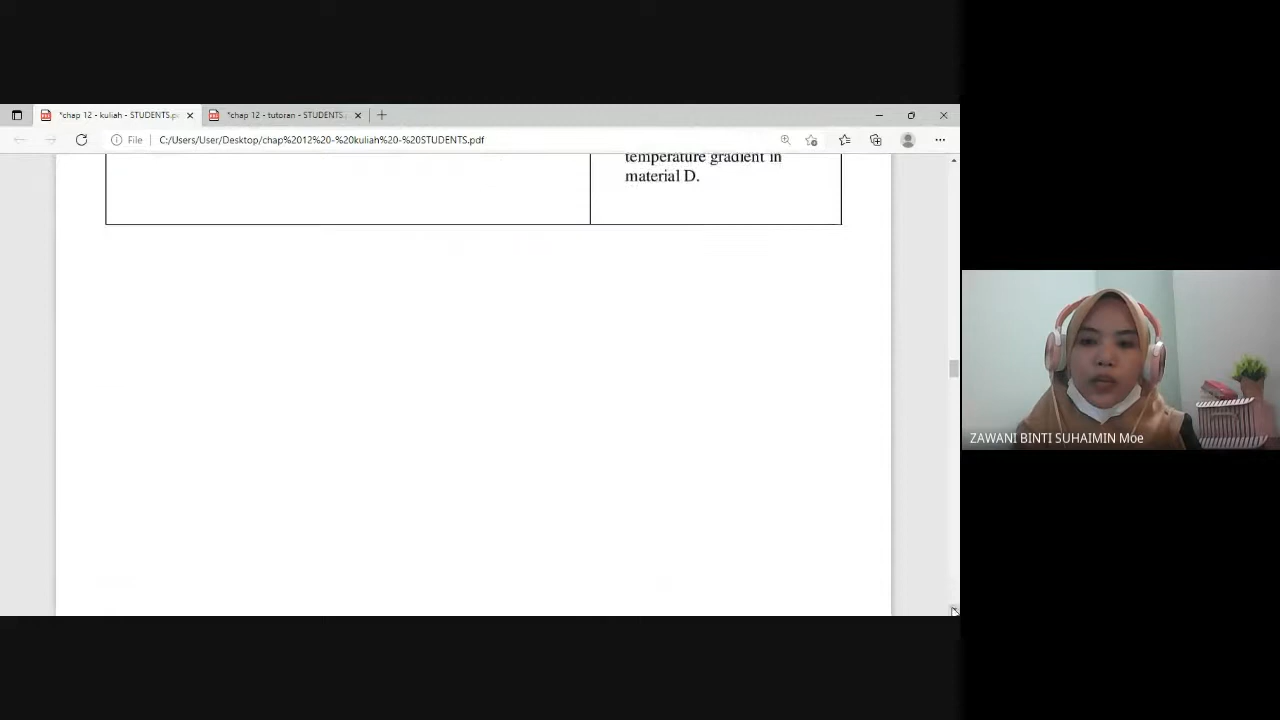 *chap 12 - kuliah - STUDENTS.p
*chap 12 - tutoran - STUDENTS.
File
C:/Users/User/Desktop/chap%2012%20-%20kuliah%20-%20STUDENTS.pdf
temperature gradient in
material D.
ZAWANI BINTI SUHAIMIN Moe